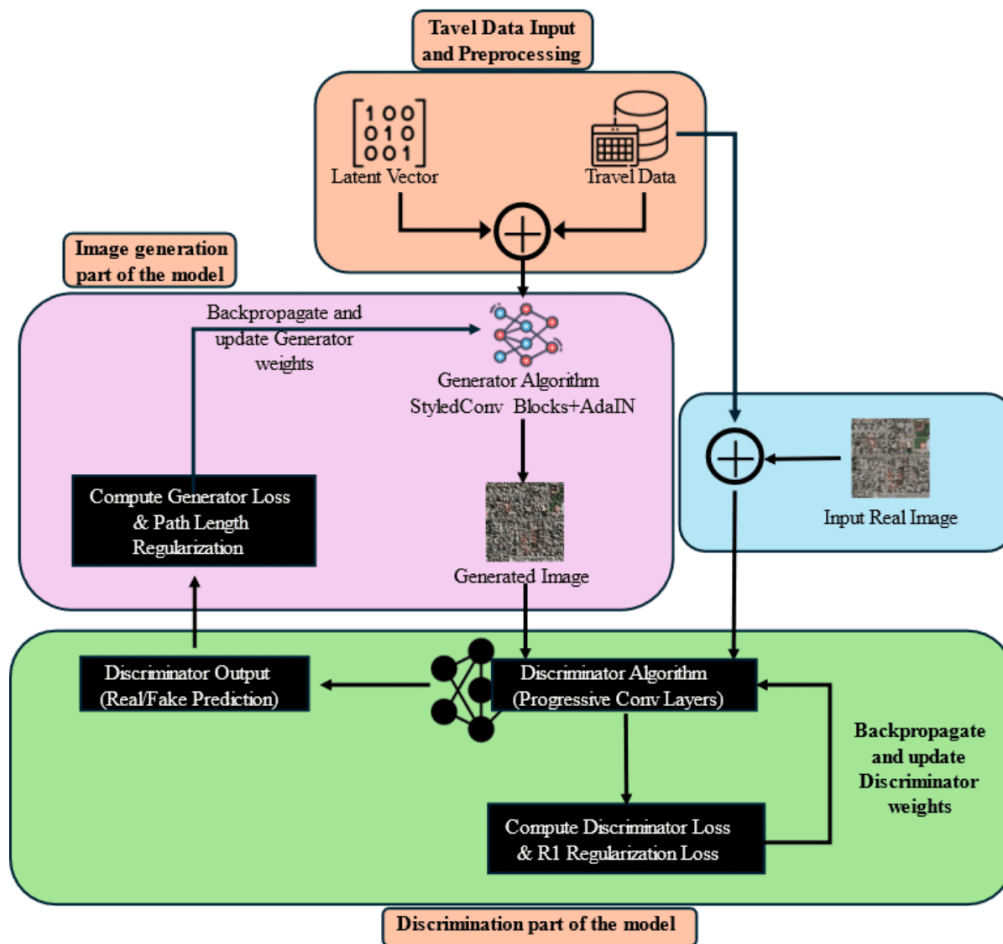 Tavel Data Input
and Preprocessing
1 0 0
0 1 0
0 0 1
Latent Vector
Travel Data
Image generation
part of the model
Backpropagate and
update Generator
weights
Generator Algorithm
StyledConv Blocks+AdaIN
Compute Generator Loss
& Path Length
Regularization
Generated Image
Input Real Image
Discriminator Output
(Real/Fake Prediction)
Discriminator Algorithm
(Progressive Conv Layers)
Backpropagate
and update
Discriminator
weights
Compute Discriminator Loss
& R1 Regularization Loss
Discrimination part of the model